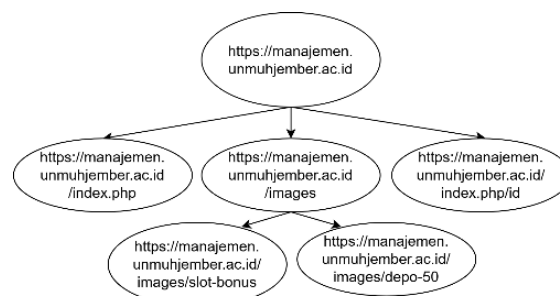 https://manajemen.
unmuhjember.ac.id
https://manajemen.
unmuhjember.ac.id
/index.php
https://manajemen.
unmuhjember.ac.id
/images
https://manajemen.
unmuhjember.ac.id/
index.php/id
https://manajemen.
unmuhjember.ac.id/
images/slot-bonus
https://manajemen.
unmuhjember.ac.id/
images/depo-50